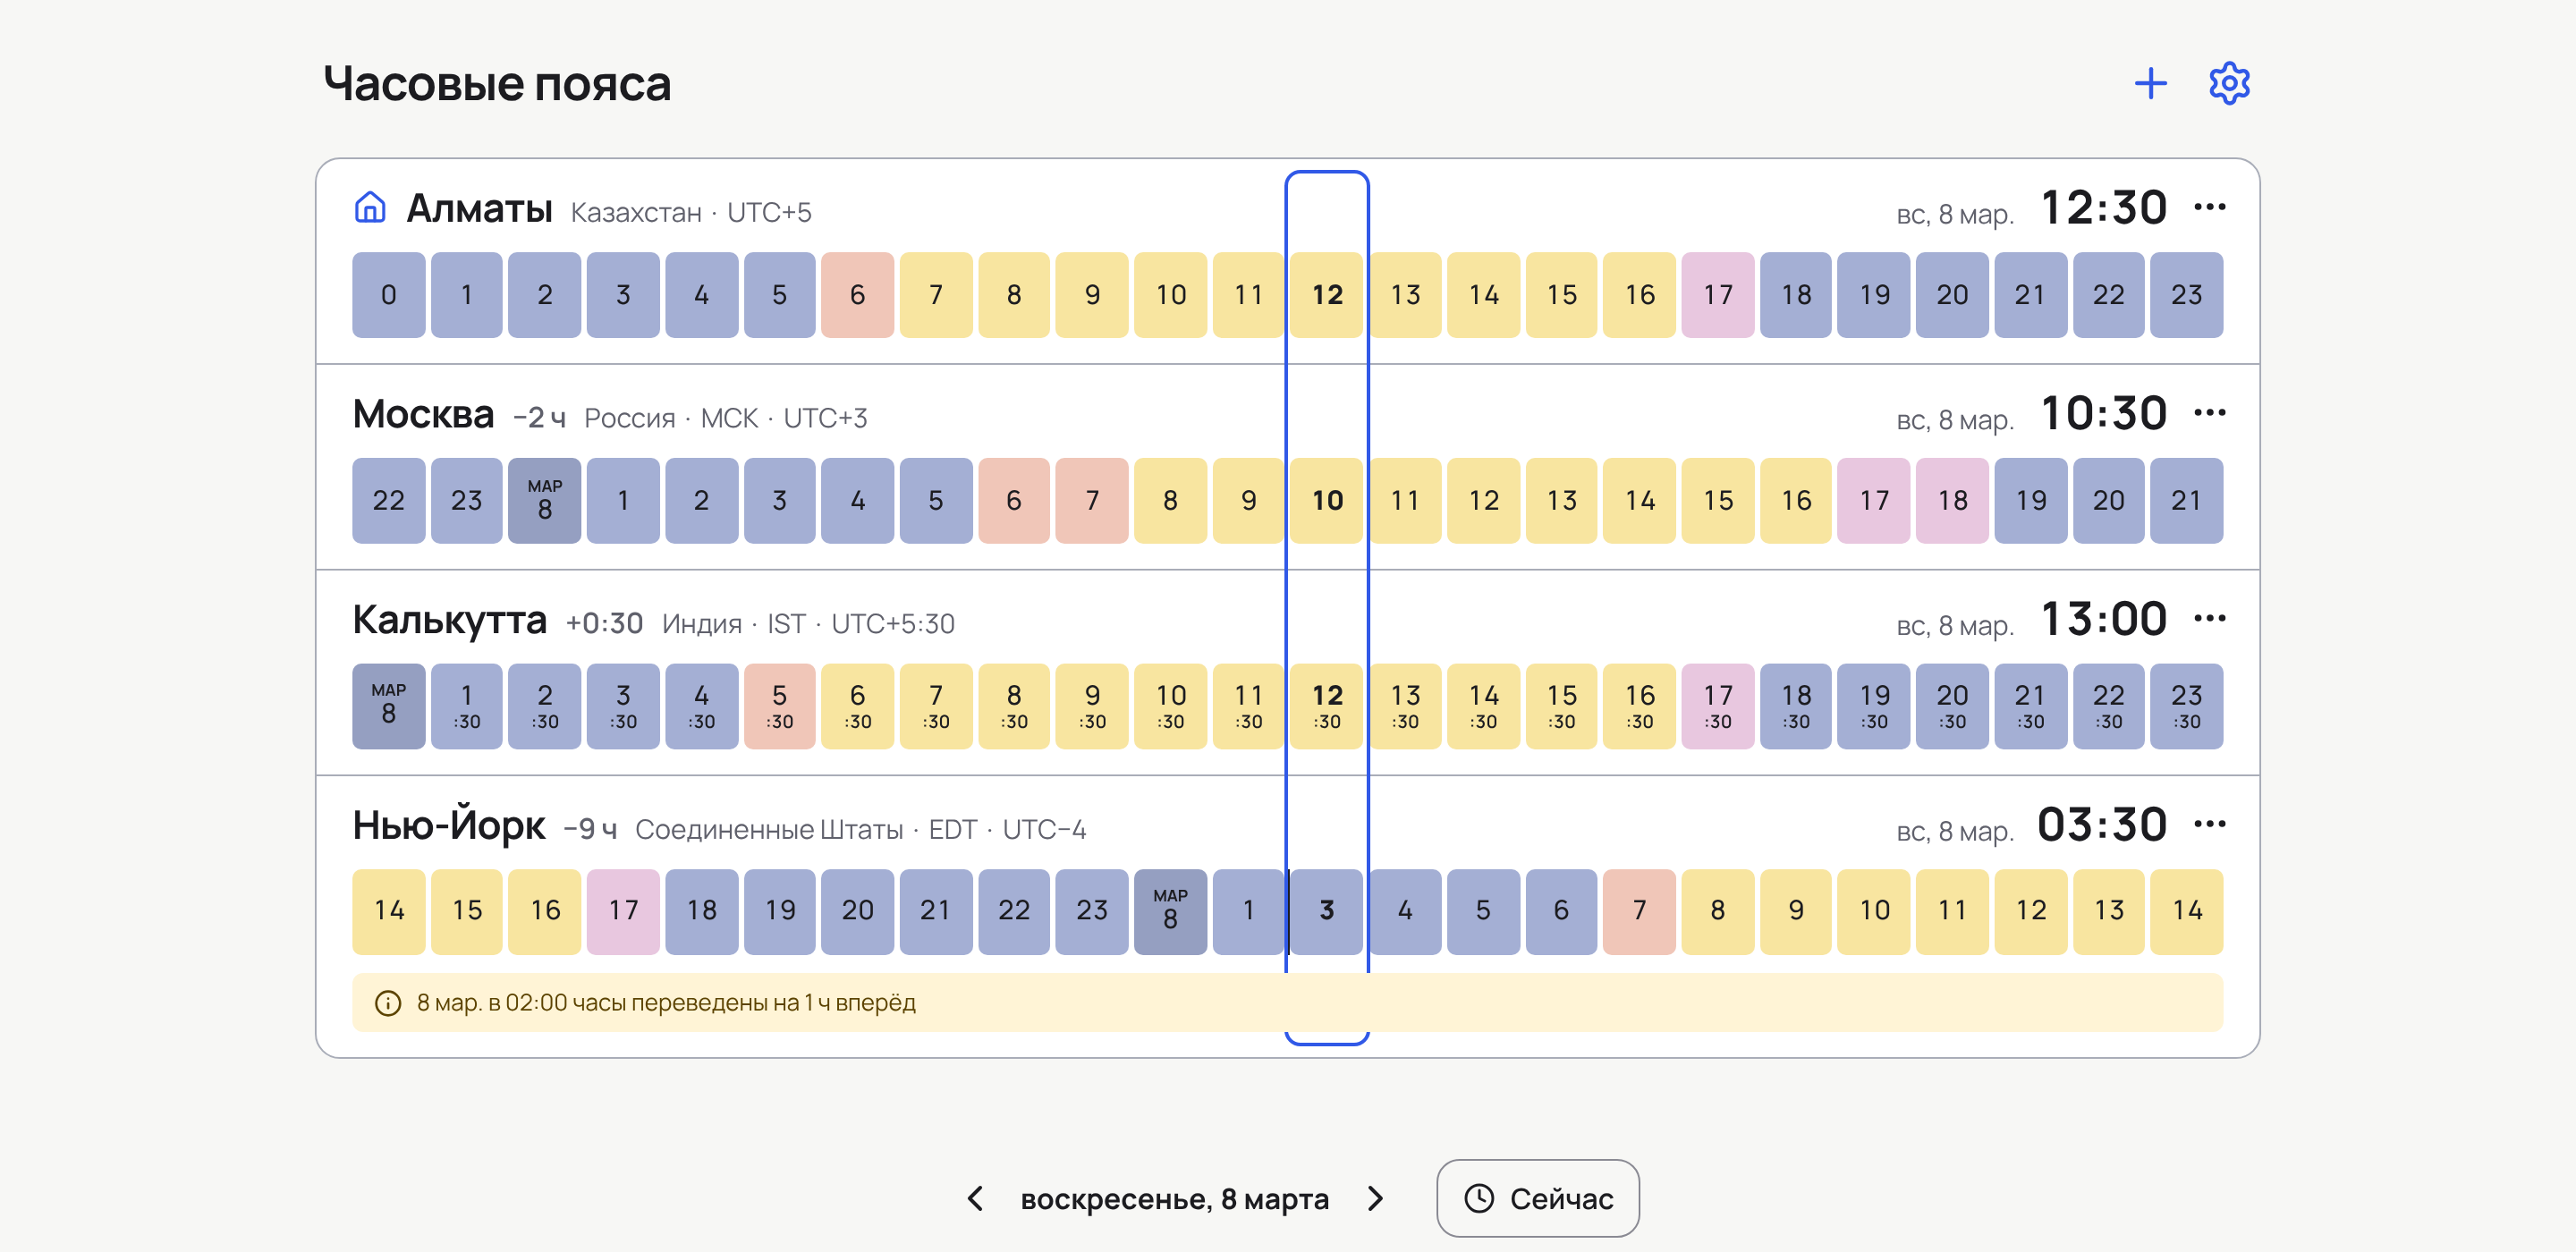 Часовые пояса
Алматы Казахстан · UTC+5 вс, 8 мар. 12:30
0 1 2 3 4 5 6 7 8 9 10 11 12 13 14 15 16 17 18 19 20 21 22 23
Москва −2 ч Россия · МСК · UTC+3 вс, 8 мар. 10:30
22 23 МАР 8 1 2 3 4 5 6 7 8 9 10 11 12 13 14 15 16 17 18 19 20 21
Калькутта +0:30 Индия · IST · UTC+5:30 вс, 8 мар. 13:00
МАР 8 1:30 2:30 3:30 4:30 5:30 6:30 7:30 8:30 9:30 10:30 11:30 12:30 13:30 14:30 15:30 16:30 17:30 18:30 19:30 20:30 21:30 22:30 23:30
Нью-Йорк −9 ч Соединенные Штаты · EDT · UTC−4 вс, 8 мар. 03:30
14 15 16 17 18 19 20 21 22 23 МАР 8 1 3 4 5 6 7 8 9 10 11 12 13 14
8 мар. в 02:00 часы переведены на 1 ч вперёд
воскресенье, 8 марта Сейчас